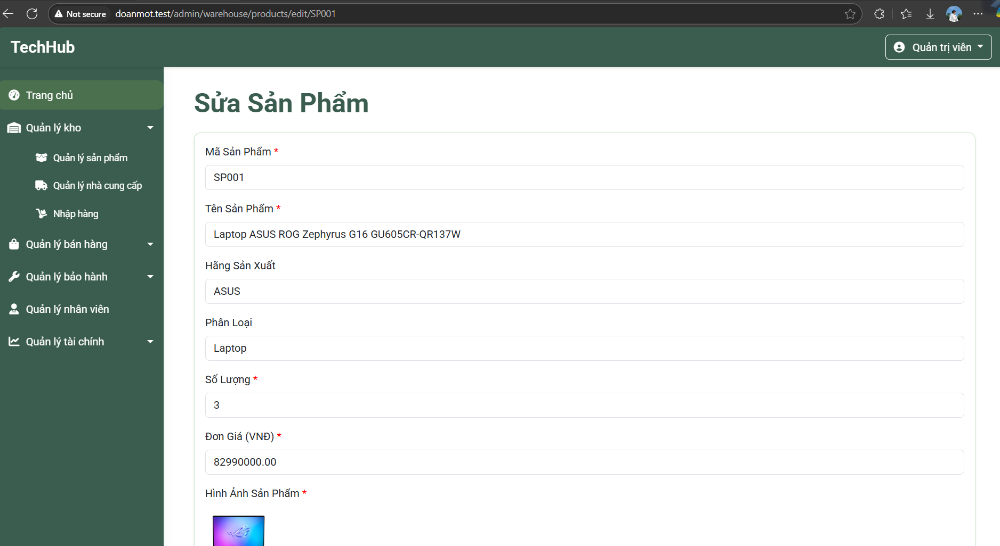 Not secure doanmot.test/admin/warehouse/products/edit/SP001
TechHub
Quản trị viên
Trang chủ
Quản lý kho
Quản lý sản phẩm
Quản lý nhà cung cấp
Nhập hàng
Quản lý bán hàng
Quản lý bảo hành
Quản lý nhân viên
Quản lý tài chính
Sửa Sản Phẩm
Mã Sản Phẩm *
SP001
Tên Sản Phẩm *
Laptop ASUS ROG Zephyrus G16 GU605CR-QR137W
Hãng Sản Xuất
ASUS
Phân Loại
Laptop
Số Lượng *
3
Đơn Giá (VNĐ) *
82990000.00
Hình Ảnh Sản Phẩm *